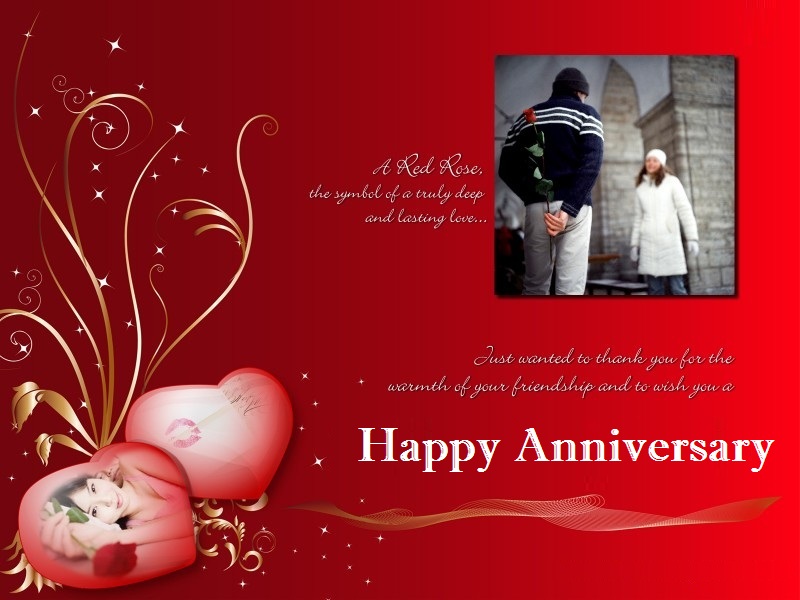 A Red Rose,
the symbol of a truly deep
and lasting love...
Just wanted to thank you for the
warmth of your friendship and to wish you a
Happy Anniversary